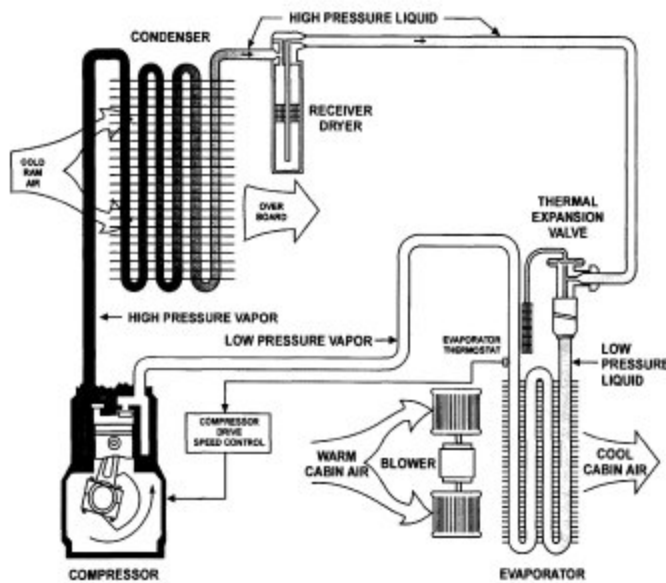 HIGH PRESSURE LIQUID
CONDENSER
RECEIVER
DRYER
COLD
RAM
AIR
OVER
BOARD
THERMAL
EXPANSION
VALVE
HIGH PRESSURE VAPOR
LOW PRESSURE VAPOR
EVAPORATOR
THERMOSTAT
LOW
PRESSURE
LIQUID
COMPRESSOR
DRIVE
SPEED CONTROL
WARM
CABIN AIR
BLOWER
COOL
CABIN AIR
COMPRESSOR
EVAPORATOR